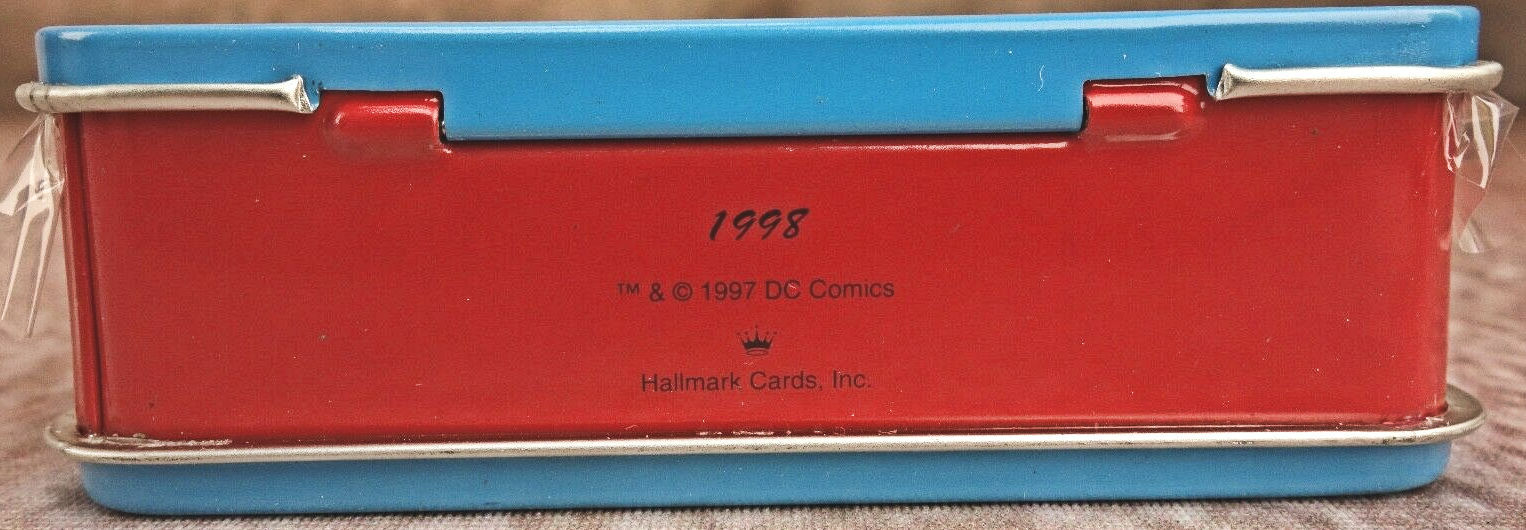 1998
™ & © 1997 DC Comics
Hallmark Cards, Inc.